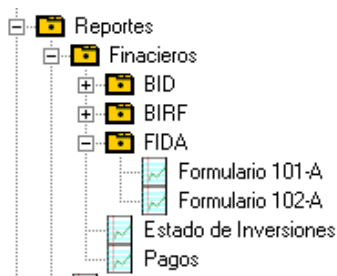 Reportes
Finacieros
BID
BIRF
FIDA
Formulario 101-A
Formulario 102-A
Estado de Inversiones
Pagos